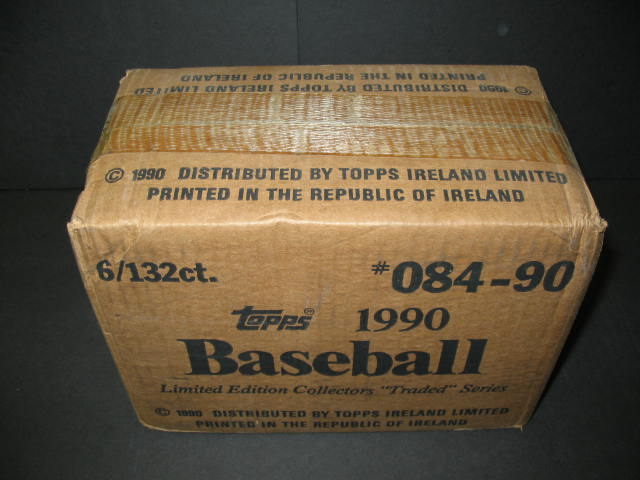 © 1990 DISTRIBUTED BY TOPPS IRELAND LIMITED
PRINTED IN THE REPUBLIC OF IRELAND
© 1990 DISTRIBUTED BY TOPPS IRELAND LIMITED
PRINTED IN THE REPUBLIC OF IRELAND
6/132ct.
#084-90
topps® 1990
Baseball
Limited Edition Collectors "Traded" Series
© 1990 DISTRIBUTED BY TOPPS IRELAND LIMITED
PRINTED IN THE REPUBLIC OF IRELAND